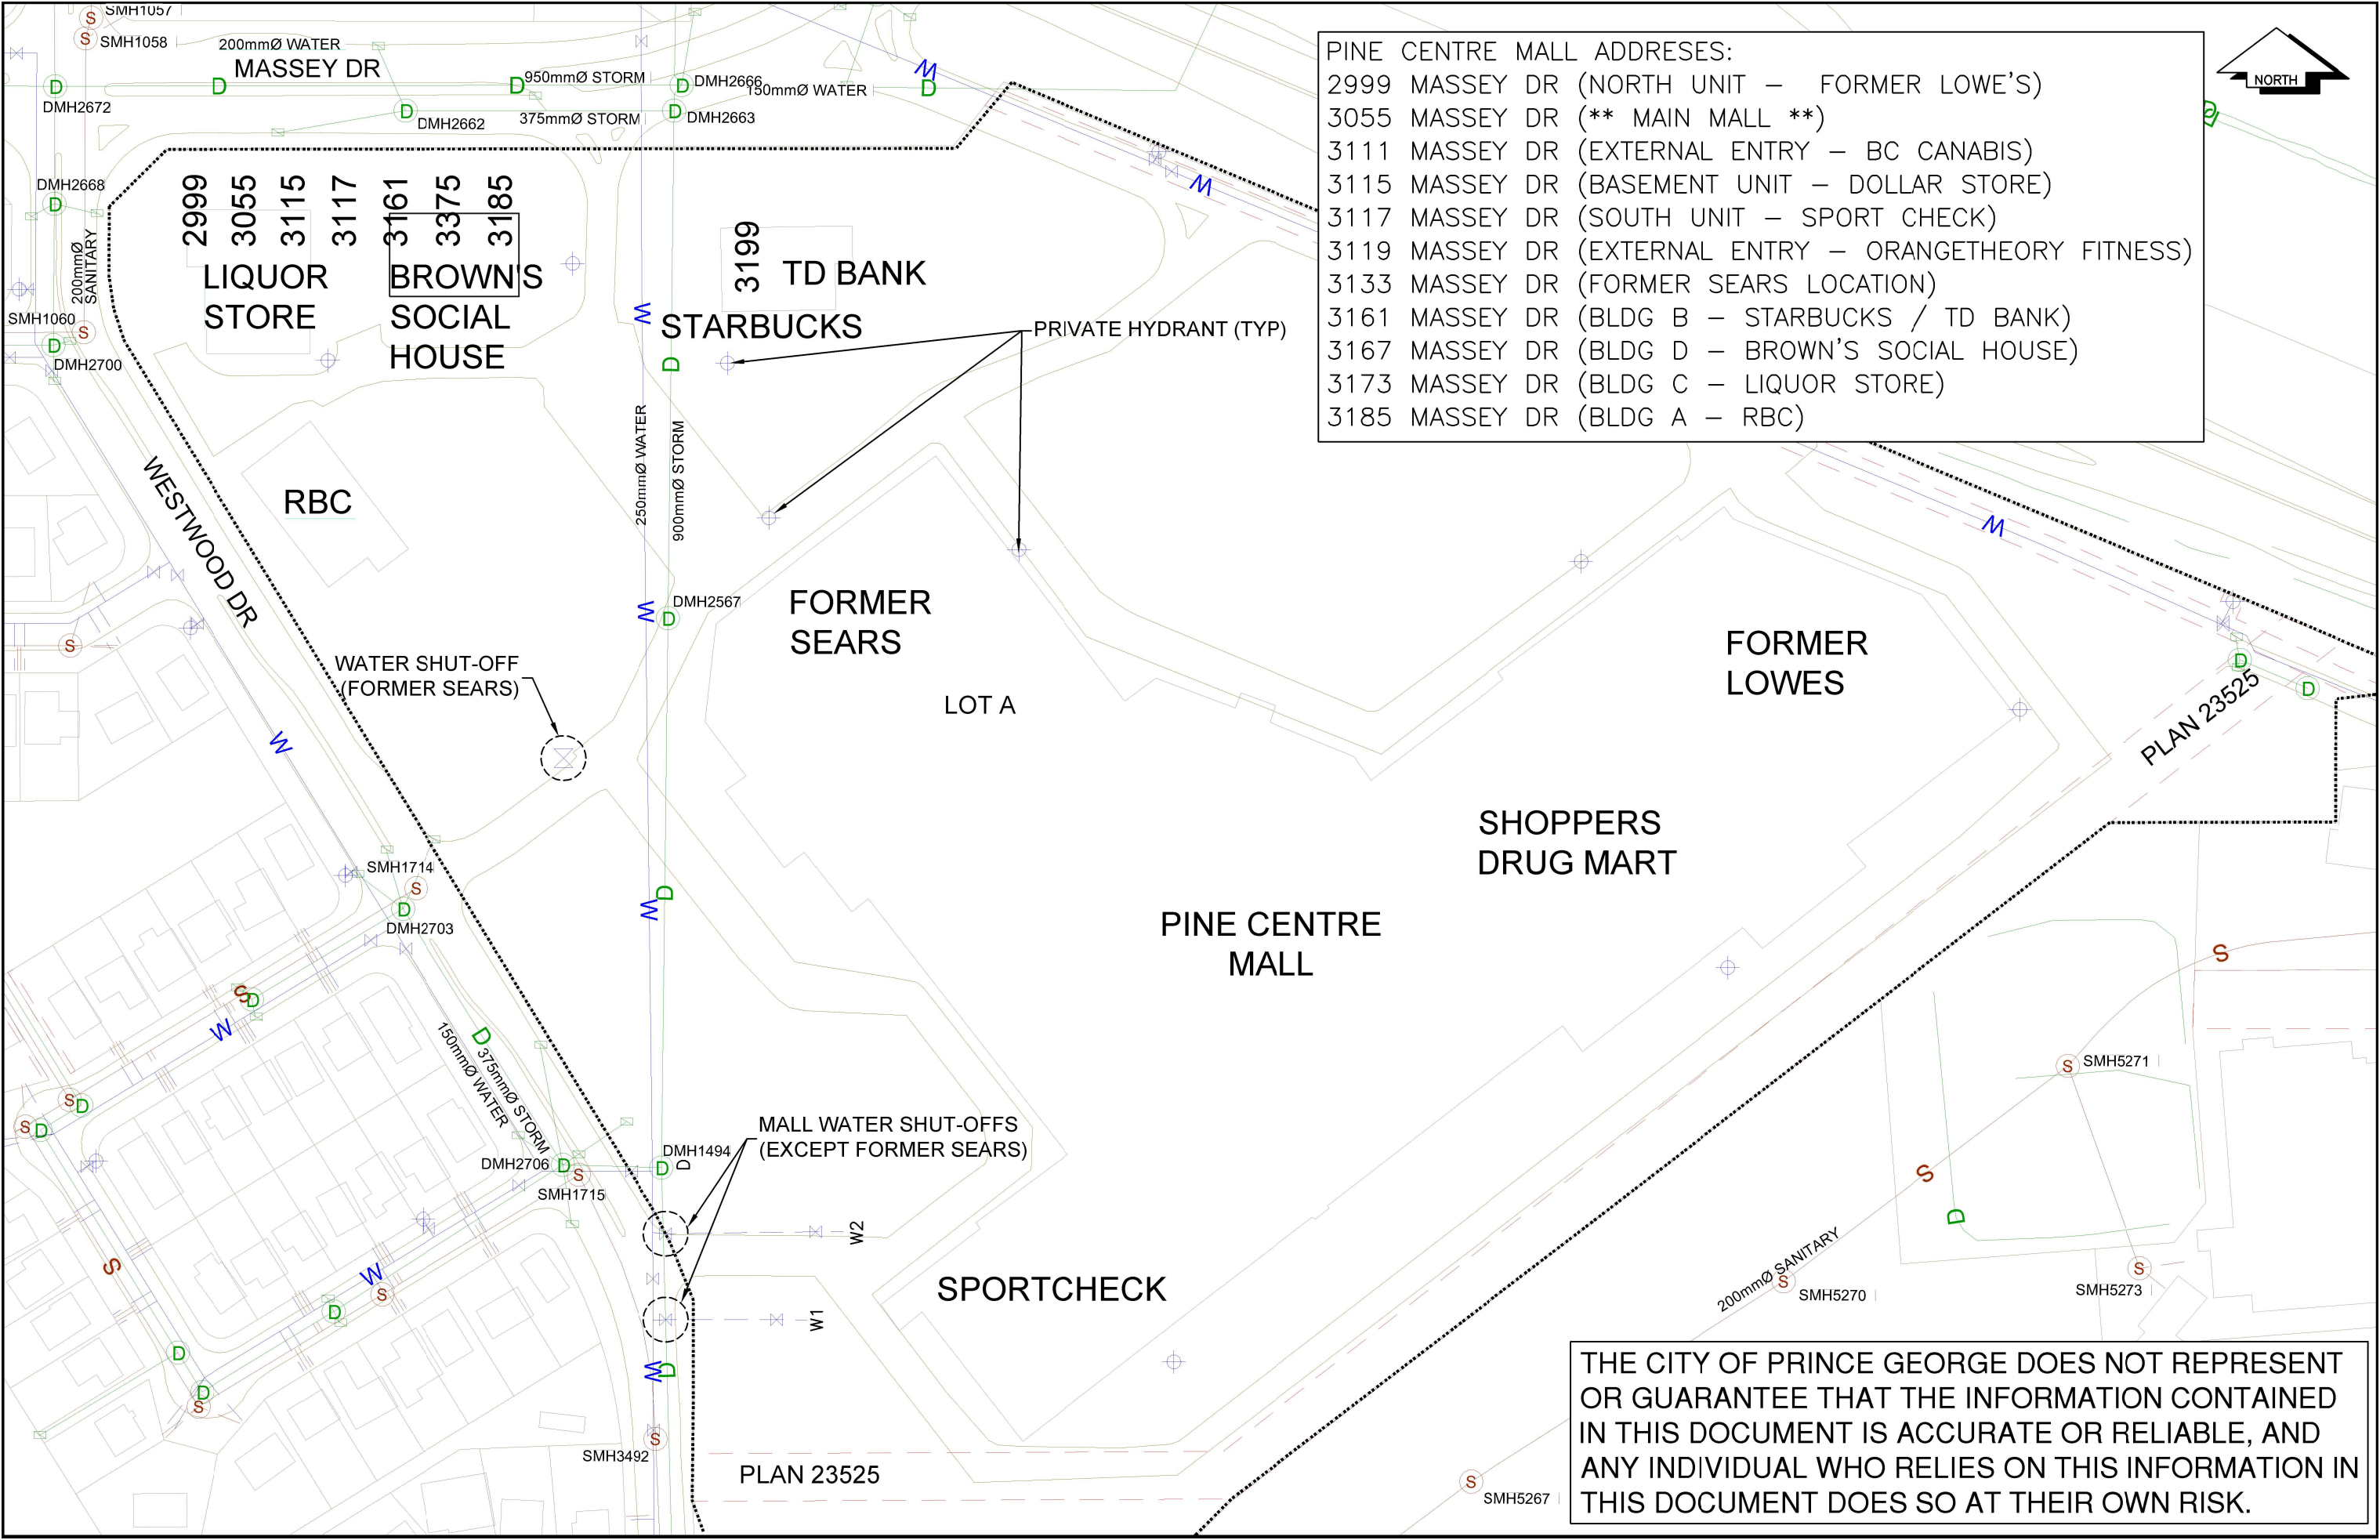 SMH1057
SMH1058
200mmØ WATER
MASSEY DR
950mmØ STORM
DMH2666
150mmØ WATER
DMH2672
DMH2662
375mmØ STORM
DMH2663
W
D
D
D
D
D
D
D
D
S
S
PINE CENTRE MALL ADDRESES:
2999 MASSEY DR (NORTH UNIT – FORMER LOWE'S)
3055 MASSEY DR (** MAIN MALL **)
3111 MASSEY DR (EXTERNAL ENTRY – BC CANABIS)
3115 MASSEY DR (BASEMENT UNIT – DOLLAR STORE)
3117 MASSEY DR (SOUTH UNIT – SPORT CHECK)
3119 MASSEY DR (EXTERNAL ENTRY – ORANGETHEORY FITNESS)
3133 MASSEY DR (FORMER SEARS LOCATION)
3161 MASSEY DR (BLDG B – STARBUCKS / TD BANK)
3167 MASSEY DR (BLDG D – BROWN'S SOCIAL HOUSE)
3173 MASSEY DR (BLDG C – LIQUOR STORE)
3185 MASSEY DR (BLDG A – RBC)
NORTH
DMH2668
D
200mmØ
SANITARY
SMH1060
S
D
DMH2700
2999
3055
3115
3117
3161
3375
3185
3199
LIQUOR
STORE
BROWN'S
SOCIAL
HOUSE
TD BANK
STARBUCKS
W
W
D
PRIVATE HYDRANT (TYP)
WESTWOOD DR
RBC
250mmØ WATER
900mmØ STORM
W
DMH2567
W
D
FORMER
SEARS
FORMER
LOWES
S
WATER SHUT-OFF
(FORMER SEARS)
LOT A
D
D
PLAN 23525
W
SHOPPERS
DRUG MART
SMH1714
S
D
DMH2703
W
D
PINE CENTRE
MALL
S
S
D
W
D
150mmØ WATER
375mmØ STORM
SMH5271
S
S
D
S
D
MALL WATER SHUT-OFFS
(EXCEPT FORMER SEARS)
DMH1494
D
D
DMH2706
D
S
SMH1715
S
D
W2
200mmØ SANITARY
S
SMH5270
S
SMH5273
S
W
S
D
SPORTCHECK
W1
D
W
D
D
S
SMH3492
S
PLAN 23525
S
SMH5267
THE CITY OF PRINCE GEORGE DOES NOT REPRESENT
OR GUARANTEE THAT THE INFORMATION CONTAINED
IN THIS DOCUMENT IS ACCURATE OR RELIABLE, AND
ANY INDIVIDUAL WHO RELIES ON THIS INFORMATION IN
THIS DOCUMENT DOES SO AT THEIR OWN RISK.